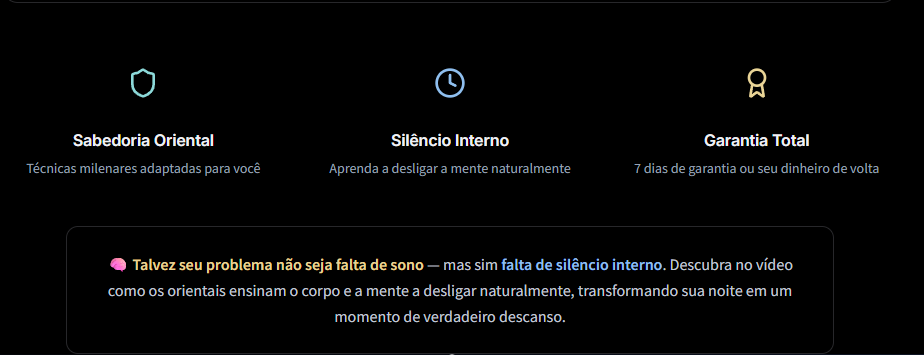 Sabedoria Oriental
Técnicas milenares adaptadas para você
Silêncio Interno
Aprenda a desligar a mente naturalmente
Garantia Total
7 dias de garantia ou seu dinheiro de volta
🧠 Talvez seu problema não seja falta de sono — mas sim falta de silêncio interno. Descubra no vídeo
como os orientais ensinam o corpo e a mente a desligar naturalmente, transformando sua noite em um
momento de verdadeiro descanso.